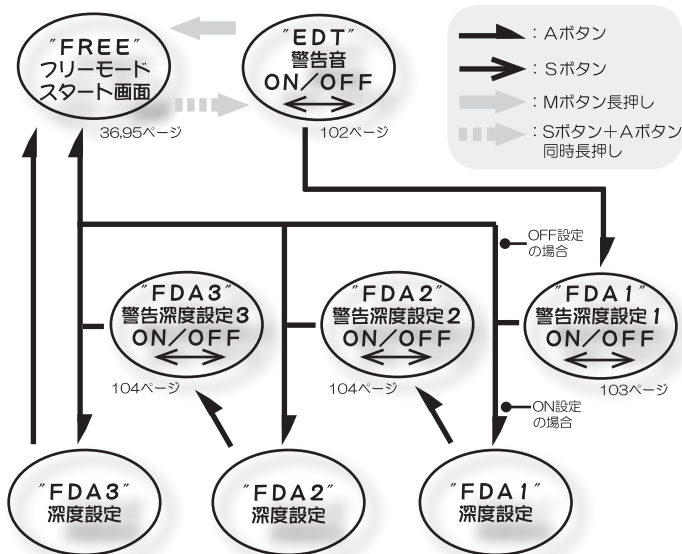 "FREE"
フリーモード
スタート画面
36,95ページ
"EDT"
警告音
ON／OFF
102ページ
：Aボタン
：Sボタン
：Mボタン長押し
：Sボタン＋Aボタン
同時長押し
OFF設定
の場合
"FDA3"
警告深度設定3
ON／OFF
104ページ
"FDA2"
警告深度設定2
ON／OFF
104ページ
"FDA1"
警告深度設定1
ON／OFF
103ページ
ON設定
の場合
"FDA3"
深度設定
"FDA2"
深度設定
"FDA1"
深度設定